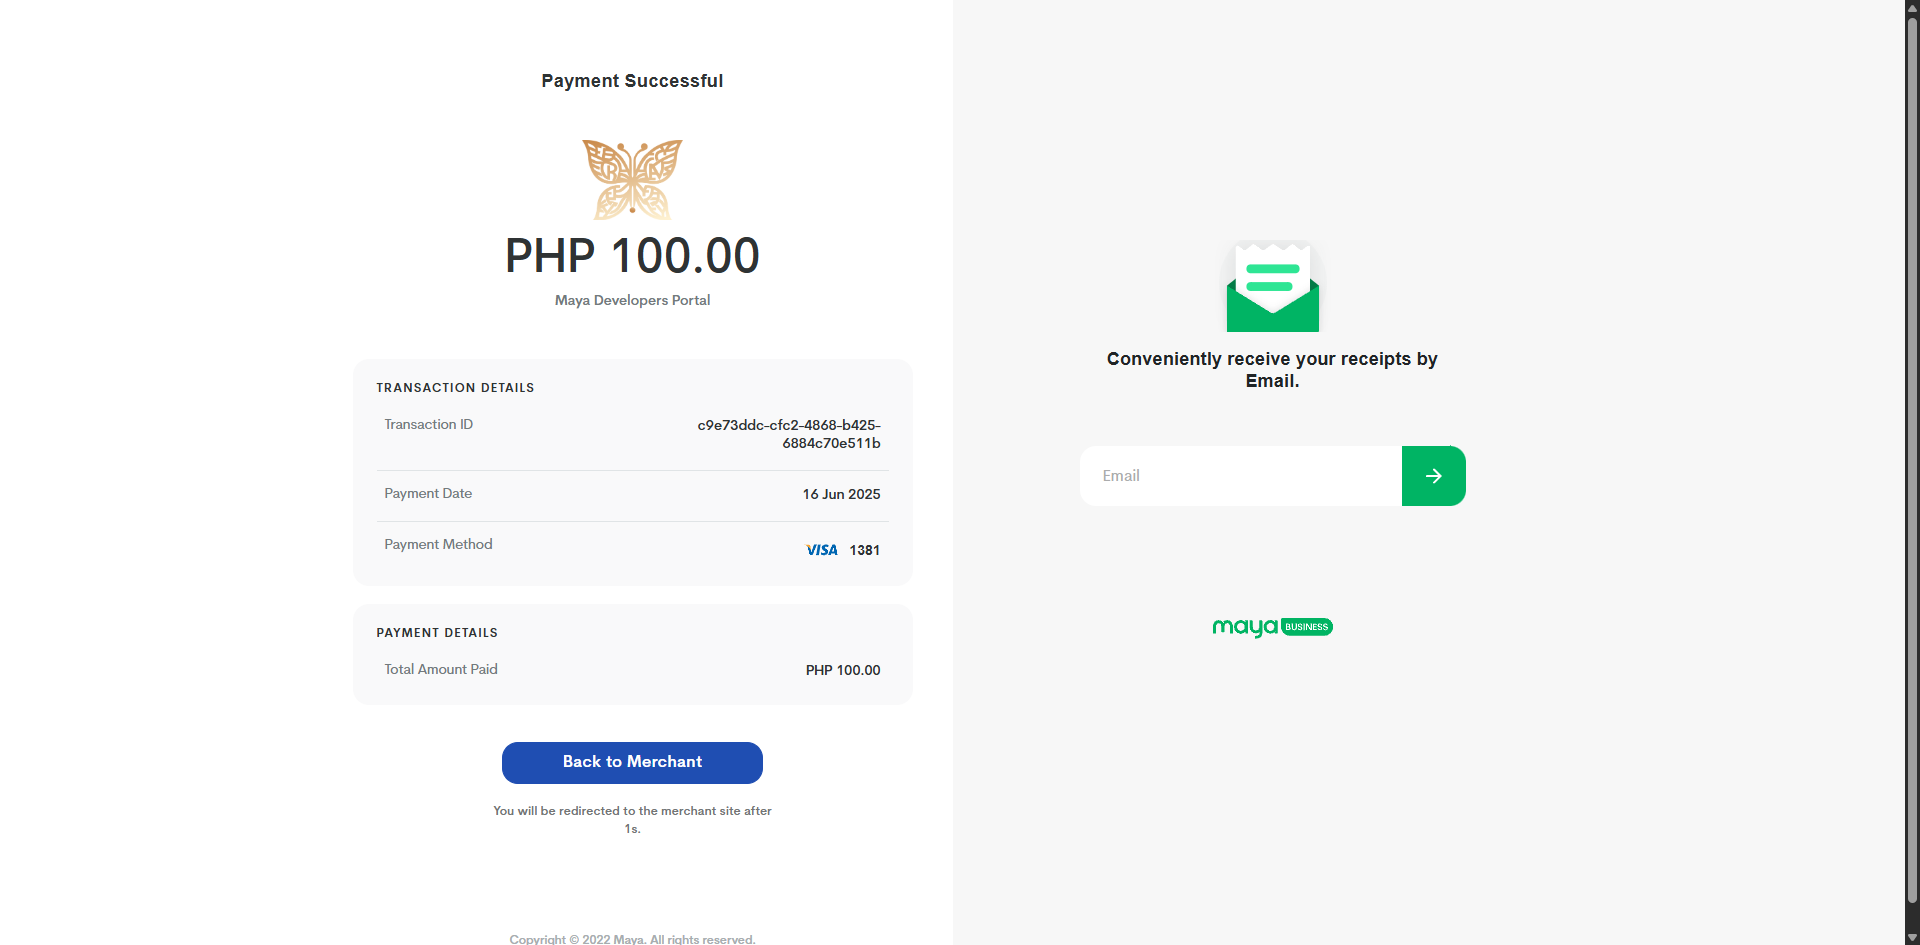 Payment Successful
PHP 100.00
Maya Developers Portal
TRANSACTION DETAILS
Transaction ID
c9e73ddc-cfc2-4868-b425-
6884c70e511b
Payment Date
16 Jun 2025
Payment Method
VISA 1381
PAYMENT DETAILS
Total Amount Paid
PHP 100.00
Back to Merchant
You will be redirected to the merchant site after
1s.
Copyright © 2022 Maya. All rights reserved.
Conveniently receive your receipts by
Email.
Email
maya BUSINESS